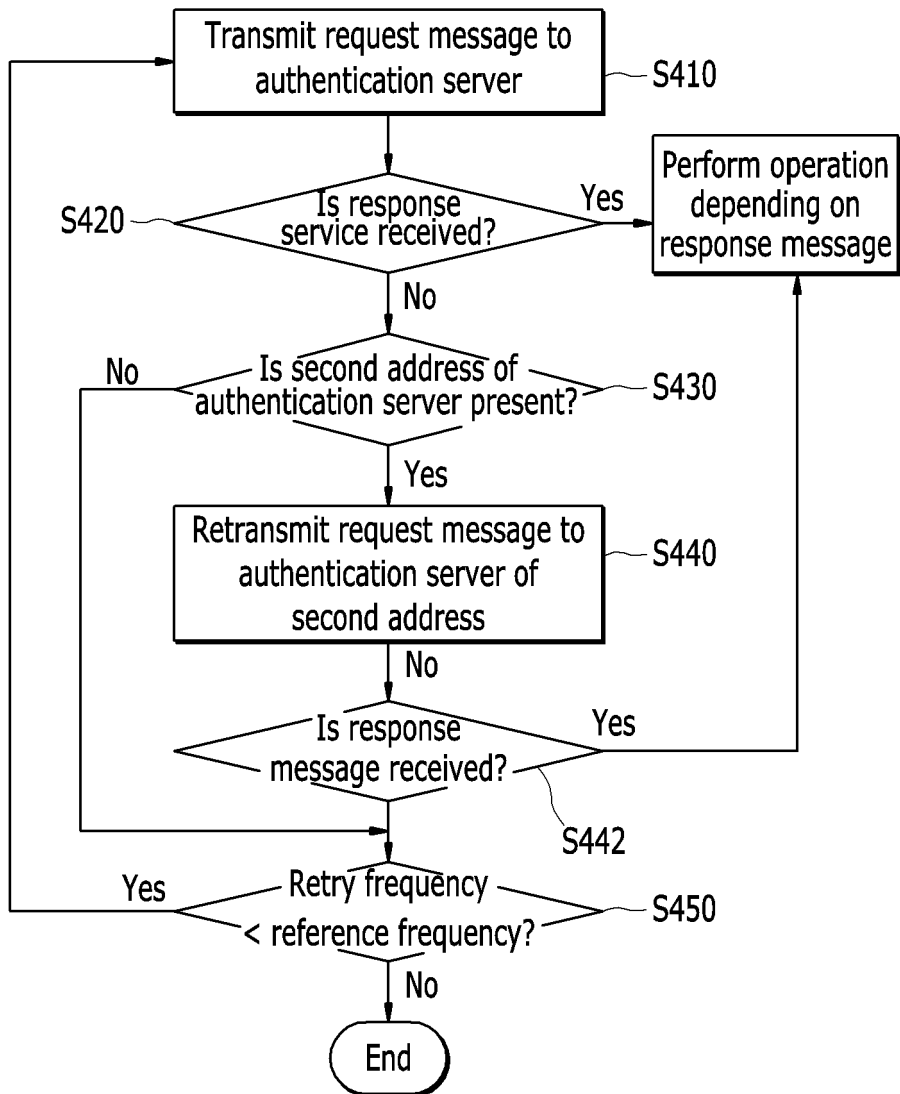 Transmit request message to
authentication server
S410
Is response
service received?
S420
Yes
Perform operation
depending on
response message
No
Is second address of
authentication server present?
S430
No
Yes
Retransmit request message to
authentication server of
second address
S440
No
Is response
message received?
Yes
S442
Retry frequency
< reference frequency?
S450
Yes
No
End